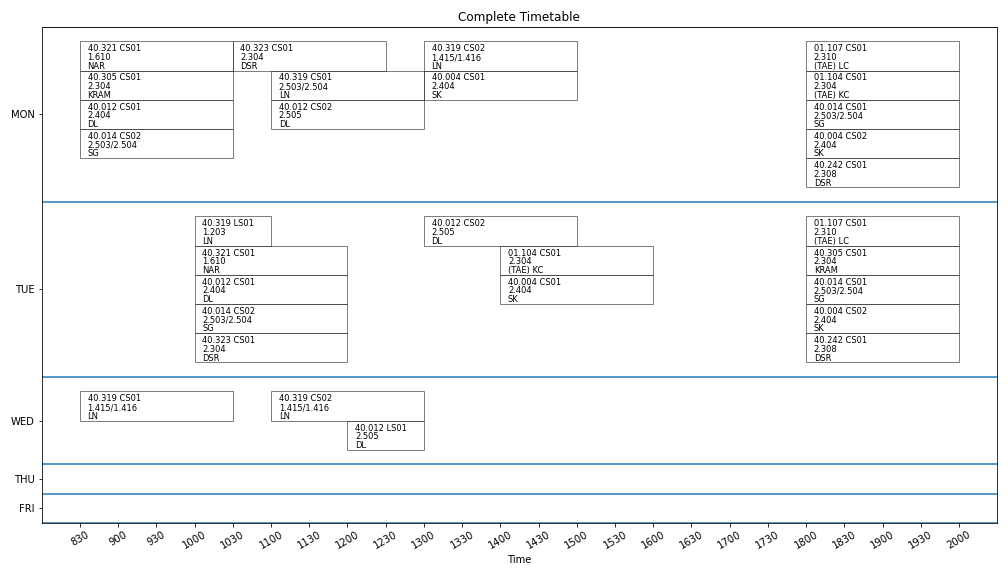 Complete Timetable
MON
40.321 CS01
1.610
NAR
40.323 CS01
2.304
DSR
40.319 CS02
1.415/1.416
LN
01.107 CS01
2.310
(TAE) LC
40.305 CS01
2.304
KRAM
40.319 CS01
2.503/2.504
LN
40.004 CS01
2.404
SK
01.104 CS01
2.304
(TAE) KC
40.012 CS01
2.404
DL
40.012 CS02
2.505
DL
40.014 CS01
2.503/2.504
SG
40.014 CS02
2.503/2.504
SG
40.004 CS02
2.404
SK
40.242 CS01
2.308
DSR
TUE
40.319 LS01
1.203
LN
40.012 CS02
2.505
DL
01.107 CS01
2.310
(TAE) LC
40.321 CS01
1.610
NAR
01.104 CS01
2.304
(TAE) KC
40.305 CS01
2.304
KRAM
40.012 CS01
2.404
DL
40.004 CS01
2.404
SK
40.014 CS01
2.503/2.504
SG
40.014 CS02
2.503/2.504
SG
40.004 CS02
2.404
SK
40.323 CS01
2.304
DSR
40.242 CS01
2.308
DSR
WED
40.319 CS01
1.415/1.416
LN
40.319 CS02
1.415/1.416
LN
40.012 LS01
2.505
DL
THU
FRI
830 900 930 1000 1030 1100 1130 1200 1230 1300 1330 1400 1430 1500 1530 1600 1630 1700 1730 1800 1830 1900 1930 2000
Time